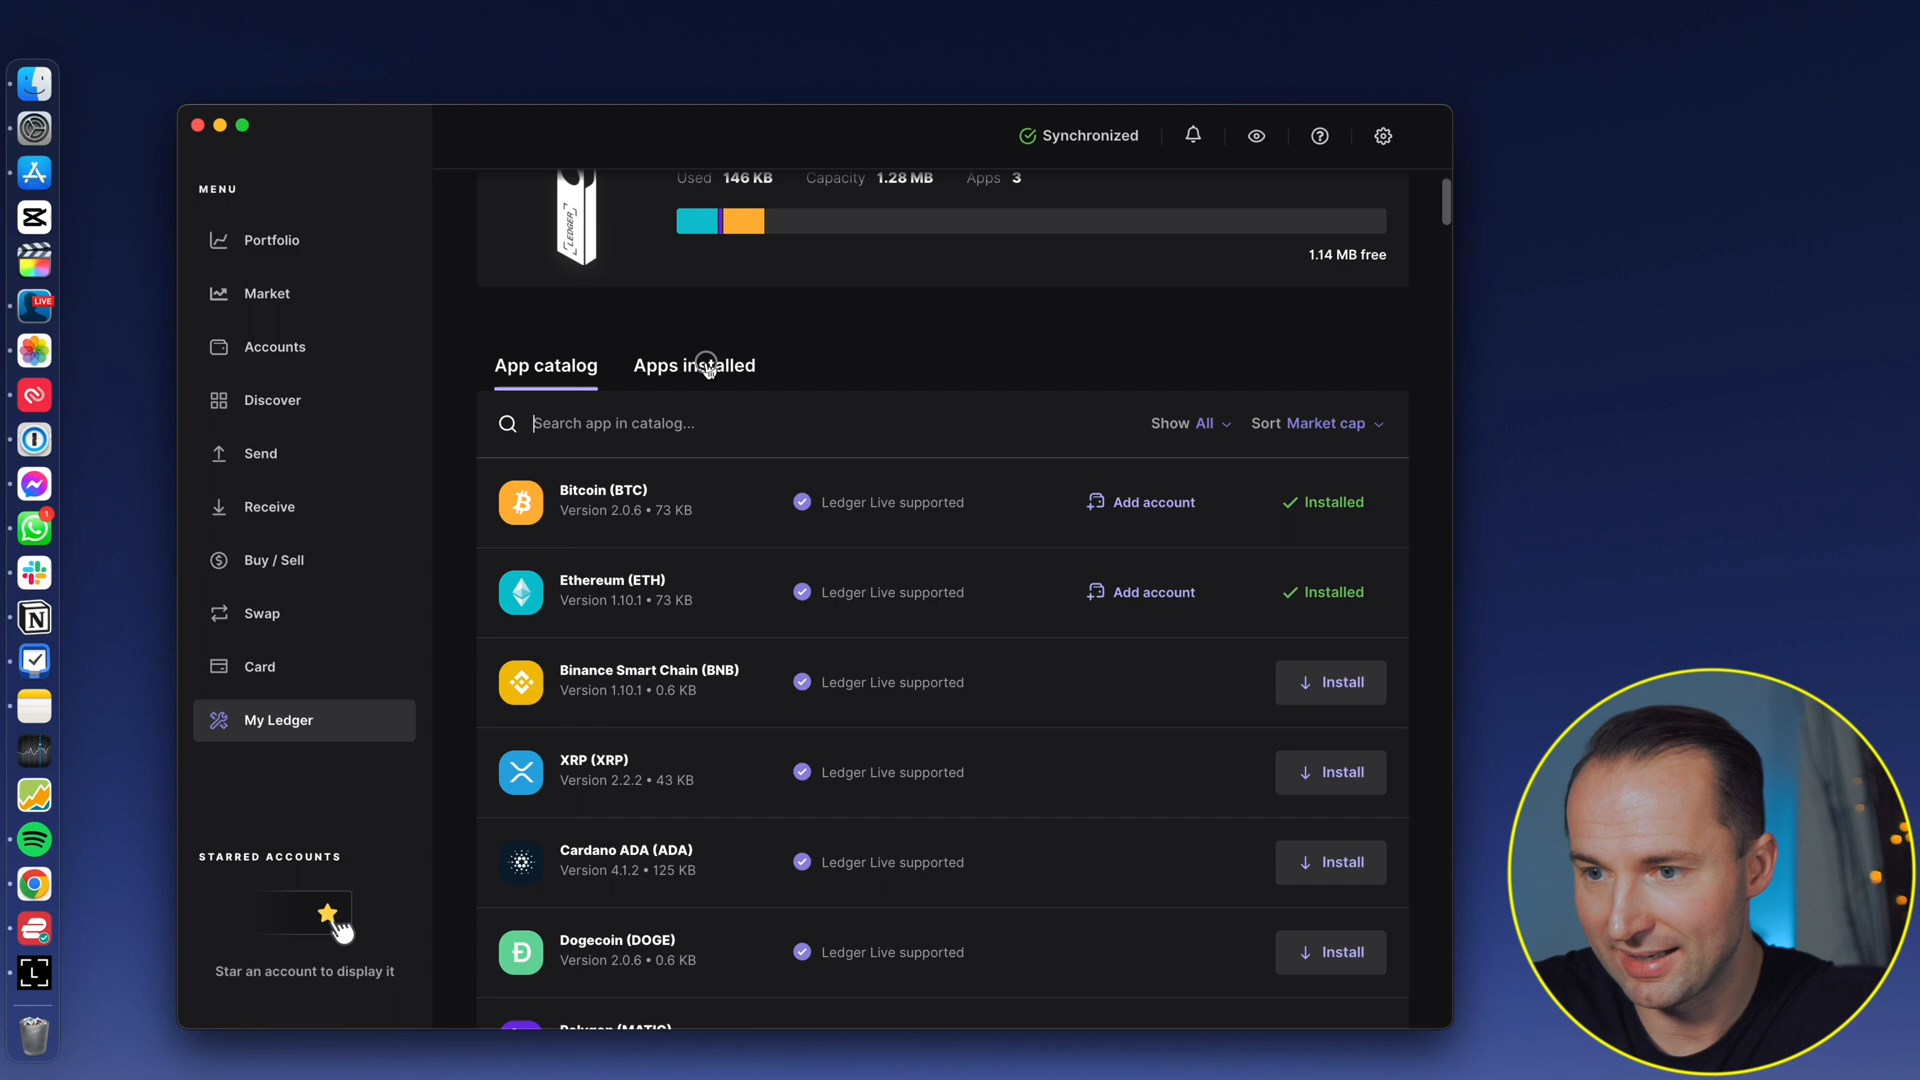 LIVE
Synchronized
MENU
Portfolio
Market
Accounts
Discover
Send
Receive
Buy / Sell
Swap
Card
My Ledger
STARRED ACCOUNTS
Star an account to display it
LEDGER
Used 146 KB Capacity 1.28 MB Apps 3
1.14 MB free
App catalog Apps installed
Search app in catalog...
Show All Sort Market cap
Bitcoin (BTC)
Version 2.0.6 • 73 KB
Ledger Live supported
Add account
Installed
Ethereum (ETH)
Version 1.10.1 • 73 KB
Ledger Live supported
Add account
Installed
Binance Smart Chain (BNB)
Version 1.10.1 • 0.6 KB
Ledger Live supported
Install
XRP (XRP)
Version 2.2.2 • 43 KB
Ledger Live supported
Install
Cardano ADA (ADA)
Version 4.1.2 • 125 KB
Ledger Live supported
Install
Dogecoin (DOGE)
Version 2.0.6 • 0.6 KB
Ledger Live supported
Install
Polygon (MATIC)
1